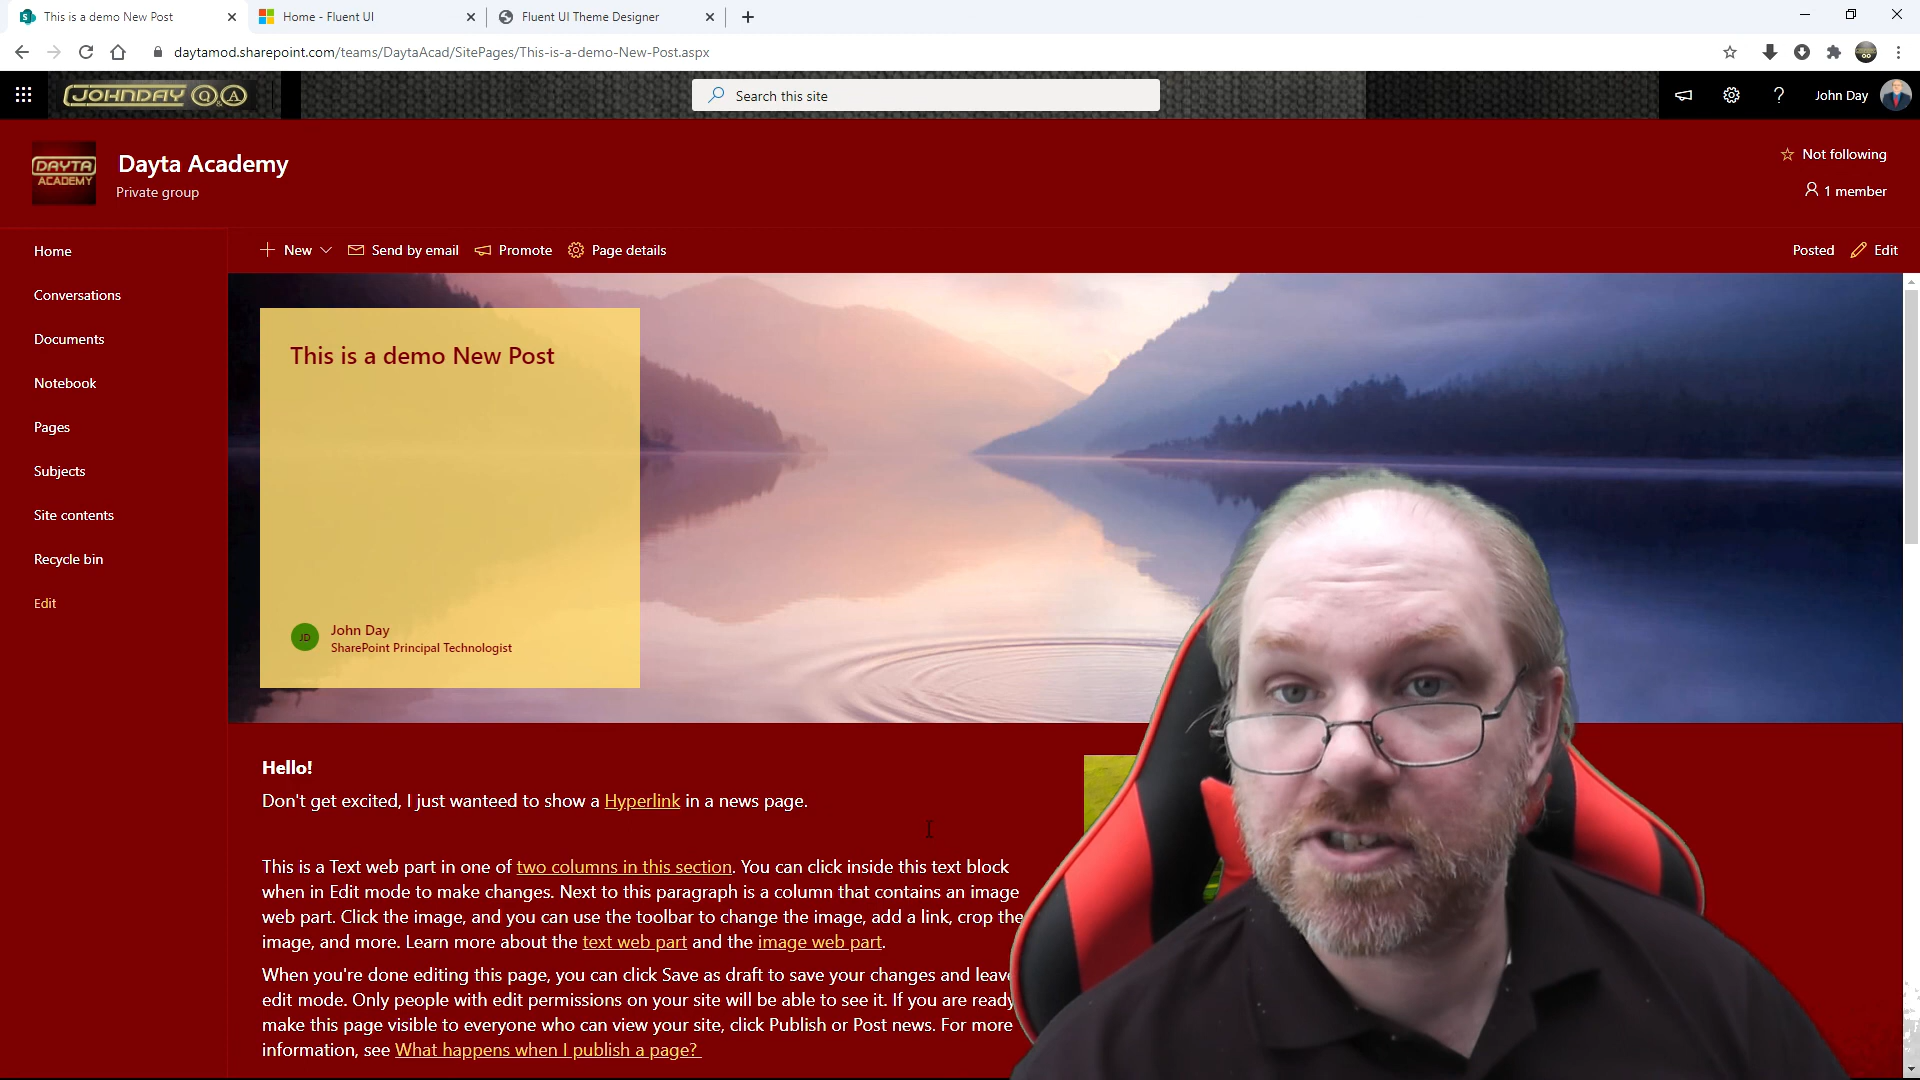 This is a demo New Post
Home - Fluent UI
Fluent UI Theme Designer
daytamod.sharepoint.com/teams/DaytaAcad/SitePages/This-is-a-demo-New-Post.aspx
JOHNDAY Q&A
Search this site
John Day
DAYTA
ACADEMY
Dayta Academy
Private group
Not following
1 member
Home
Conversations
Documents
Notebook
Pages
Subjects
Site contents
Recycle bin
Edit
New
Send by email
Promote
Page details
Posted
Edit
This is a demo New Post
JD
John Day
SharePoint Principal Technologist
Hello!
Don't get excited, I just wanteed to show a Hyperlink in a news page.
This is a Text web part in one of two columns in this section. You can click inside this text block
when in Edit mode to make changes. Next to this paragraph is a column that contains an image
web part. Click the image, and you can use the toolbar to change the image, add a link, crop the
image, and more. Learn more about the text web part and the image web part.
When you're done editing this page, you can click Save as draft to save your changes and leave
edit mode. Only people with edit permissions on your site will be able to see it. If you are ready
make this page visible to everyone who can view your site, click Publish or Post news. For more
information, see What happens when I publish a page?